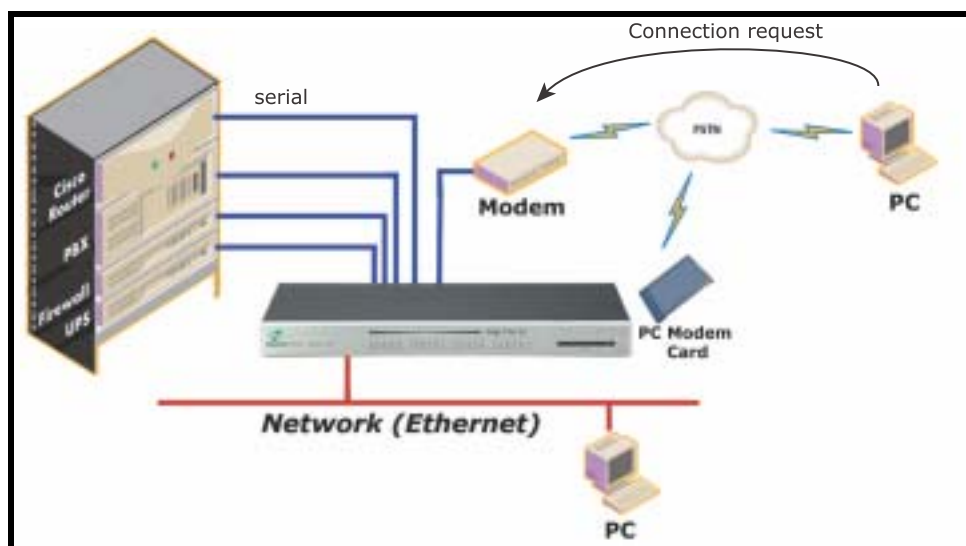 Connection request
serial
PSTN
Cisco
Router
PBX
Firewall
UPS
Modem
PC
PC Modem
Card
Network (Ethernet)
PC